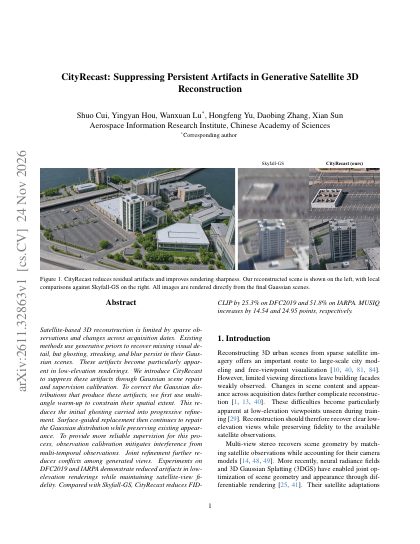 CityRecast: Suppressing Persistent Artifacts in Generative Satellite 3D
Reconstruction
Shuo Cui, Yingyan Hou, Wanxuan Lu*, Hongfeng Yu, Daobing Zhang, Xian Sun
Aerospace Information Research Institute, Chinese Academy of Sciences
*Corresponding author
arXiv:2611.32863v1 [cs.CV] 24 Nov 2026
Skyfall-GS
CityRecast (ours)
Figure 1. CityRecast reduces residual artifacts and improves rendering sharpness. Our reconstructed scene is shown on the left, with local
comparisons against Skyfall-GS on the right. All images are rendered directly from the final Gaussian scenes.
Abstract
Satellite-based 3D reconstruction is limited by sparse ob-
servations and changes across acquisition dates. Existing
methods use generative priors to recover missing visual de-
tail, but ghosting, streaking, and blur persist in their Gaus-
sian scenes. These artifacts become particularly appar-
ent in low-elevation renderings. We introduce CityRecast
to suppress these artifacts through Gaussian scene repair
and supervision calibration. To correct the Gaussian dis-
tributions that produce these artifacts, we first use multi-
angle warm-up to constrain their spatial extent. This re-
duces the initial ghosting carried into progressive refine-
ment. Surface-guided replacement then continues to repair
the Gaussian distribution while preserving existing appear-
ance. To provide more reliable supervision for this pro-
cess, observation calibration mitigates interference from
multi-temporal observations. Joint refinement further re-
duces conflicts among generated views. Experiments on
DFC2019 and IARPA demonstrate reduced artifacts in low-
elevation renderings while maintaining satellite-view fi-
delity. Compared with Skyfall-GS, CityRecast reduces FID-
CLIP by 25.3% on DFC2019 and 51.8% on IARPA. MUSIQ
increases by 14.54 and 24.95 points, respectively.
1. Introduction
Reconstructing 3D urban scenes from sparse satellite im-
agery offers an important route to large-scale city mod-
eling and free-viewpoint visualization [16, 40, 81, 84].
However, limited viewing directions leave building facades
weakly observed. Changes in scene content and appear-
ance across acquisition dates further complicate reconstruc-
tion [1, 13, 40]. These difficulties become particularly
apparent at low-elevation viewpoints unseen during train-
ing [29]. Reconstruction should therefore recover clear low-
elevation views while preserving fidelity to the available
satellite observations.
Multi-view stereo recovers scene geometry by match-
ing satellite observations while accounting for their camera
models [14, 48, 49]. More recently, neural radiance fields
and 3D Gaussian Splatting (3DGS) have enabled joint op-
timization of scene geometry and appearance through dif-
ferentiable rendering [25, 41]. Their satellite adaptations
1